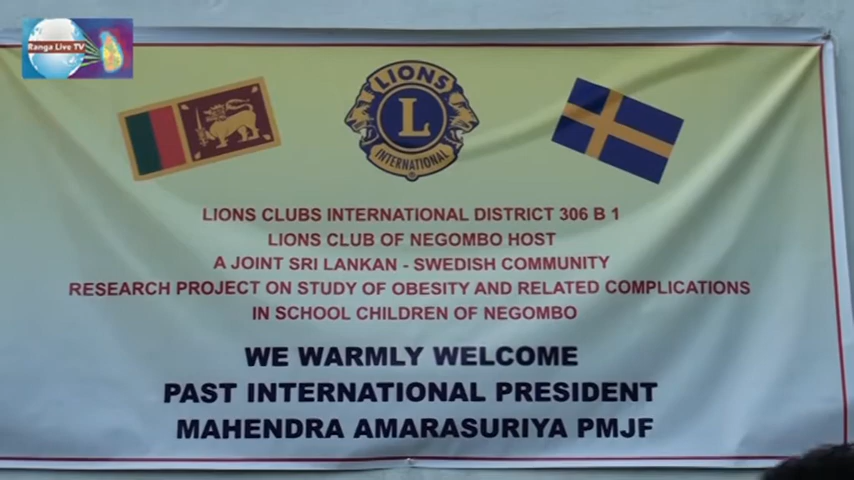 Ranga Live TV
LIONS
L
INTERNATIONAL
LIONS CLUBS INTERNATIONAL DISTRICT 306 B 1
LIONS CLUB OF NEGOMBO HOST
A JOINT SRI LANKAN - SWEDISH COMMUNITY
RESEARCH PROJECT ON STUDY OF OBESITY AND RELATED COMPLICATIONS
IN SCHOOL CHILDREN OF NEGOMBO
WE WARMLY WELCOME
PAST INTERNATIONAL PRESIDENT
MAHENDRA AMARASURIYA PMJF